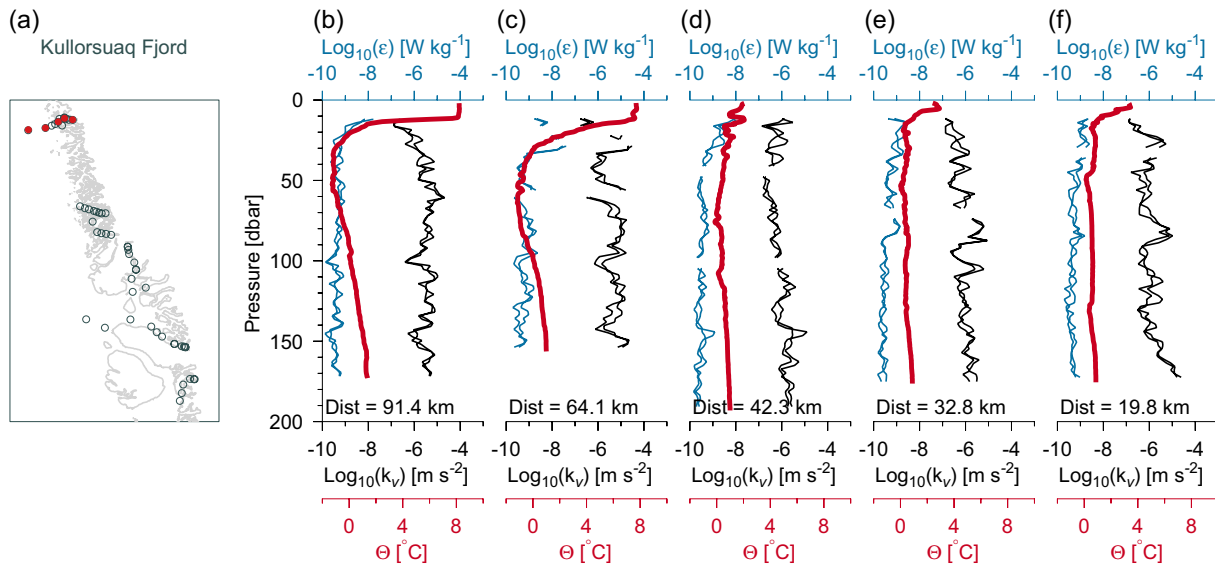 (a) (b) (c) (d) (e) (f)
Kullorsuaq Fjord
Log₁₀(ε) [W kg⁻¹] Log₁₀(ε) [W kg⁻¹] Log₁₀(ε) [W kg⁻¹] Log₁₀(ε) [W kg⁻¹] Log₁₀(ε) [W kg⁻¹]
-10 -8 -6 -4 -10 -8 -6 -4 -10 -8 -6 -4 -10 -8 -6 -4 -10 -8 -6 -4
0
50
100
150
200
Pressure [dbar]
Dist = 91.4 km Dist = 64.1 km Dist = 42.3 km Dist = 32.8 km Dist = 19.8 km
-10 -8 -6 -4 -10 -8 -6 -4 -10 -8 -6 -4 -10 -8 -6 -4 -10 -8 -6 -4
Log₁₀(kᵥ) [m s⁻²] Log₁₀(kᵥ) [m s⁻²] Log₁₀(kᵥ) [m s⁻²] Log₁₀(kᵥ) [m s⁻²] Log₁₀(kᵥ) [m s⁻²]
0 4 8 0 4 8 0 4 8 0 4 8 0 4 8
Θ [°C] Θ [°C] Θ [°C] Θ [°C] Θ [°C]